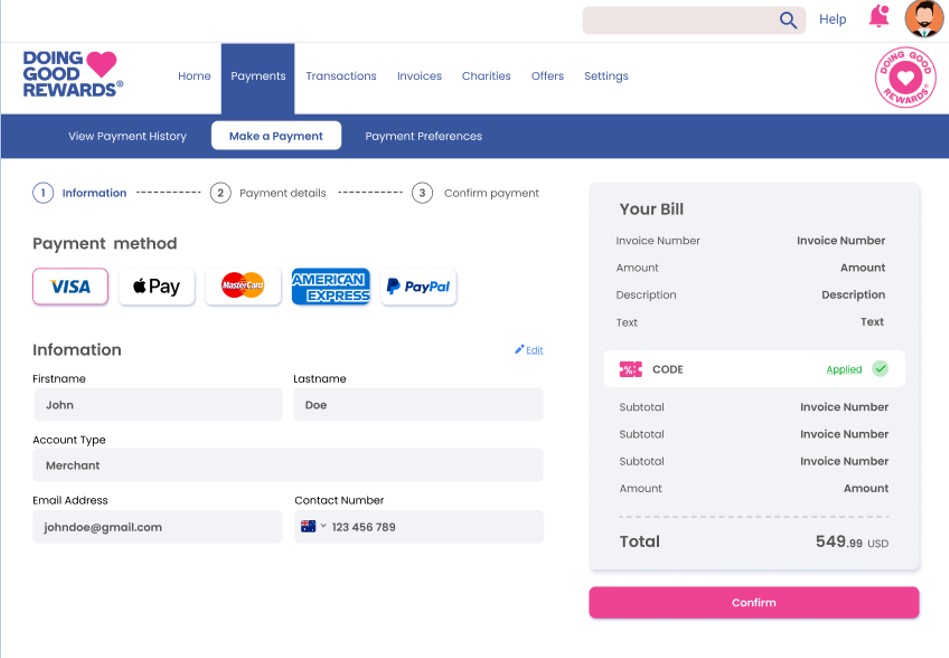 Help
DOING
GOOD
REWARDS®
Home Payments Transactions Invoices Charities Offers Settings
DOING GOOD
REWARDS®
View Payment History Make a Payment Payment Preferences
1 Information 2 Payment details 3 Confirm payment
Payment method
VISA Pay MasterCard AMERICAN EXPRESS PayPal
Infomation
Edit
Firstname Lastname
John Doe
Account Type
Merchant
Email Address Contact Number
johndoe@gmail.com 123 456 789
Your Bill
Invoice Number Invoice Number
Amount Amount
Description Description
Text Text
% CODE Applied
Subtotal Invoice Number
Subtotal Invoice Number
Subtotal Invoice Number
Amount Amount
Total 549.99 USD
Confirm